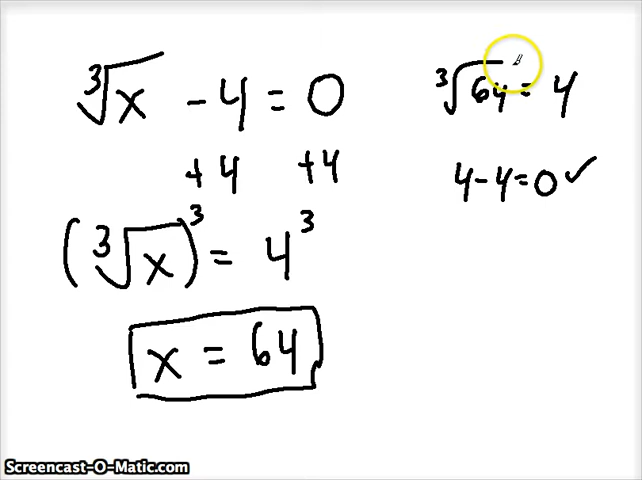 ∛x - 4 = 0
+4 +4
(∛x)³ = 4³
x = 64
∛64 = 4
4 - 4 = 0 ✓
Screencast-O-Matic.com